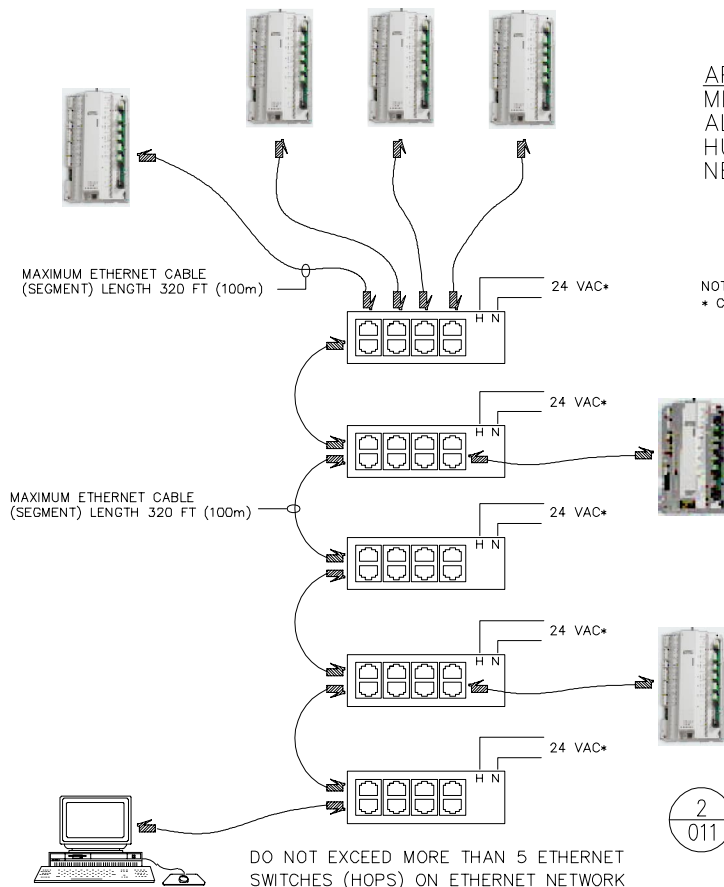 MAXIMUM ETHERNET CABLE
(SEGMENT) LENGTH 320 FT (100m)
24 VAC*
H N
NOT
* C
24 VAC*
H N
MAXIMUM ETHERNET CABLE
(SEGMENT) LENGTH 320 FT (100m)
24 VAC*
H N
24 VAC*
H N
24 VAC*
H N
2
011
DO NOT EXCEED MORE THAN 5 ETHERNET
SWITCHES (HOPS) ON ETHERNET NETWORK